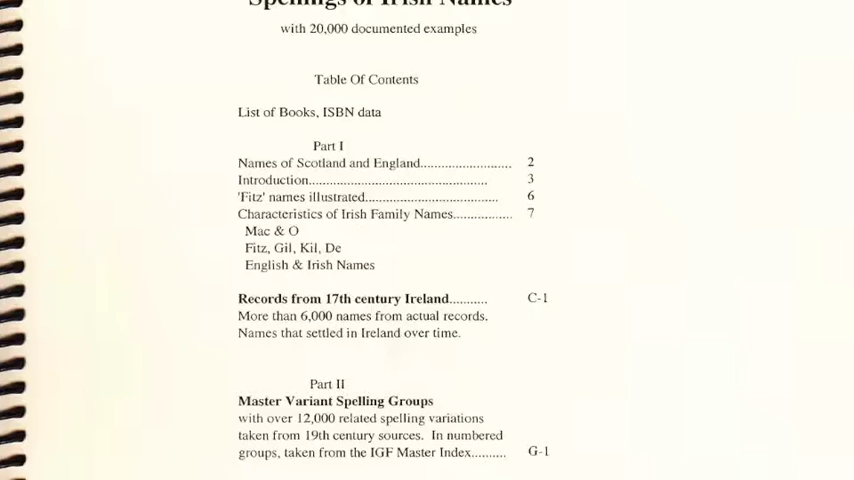 Spellings of Irish Names
with 20,000 documented examples
Table Of Contents
List of Books, ISBN data
Part I
Names of Scotland and England.......................... 2
Introduction................................................... 3
'Fitz' names illustrated...................................... 6
Characteristics of Irish Family Names................. 7
Mac & O
Fitz, Gil, Kil, De
English & Irish Names
Records from 17th century Ireland........... C-1
More than 6,000 names from actual records.
Names that settled in Ireland over time.
Part II
Master Variant Spelling Groups
with over 12,000 related spelling variations
taken from 19th century sources. In numbered
groups, taken from the IGF Master Index.......... G-1